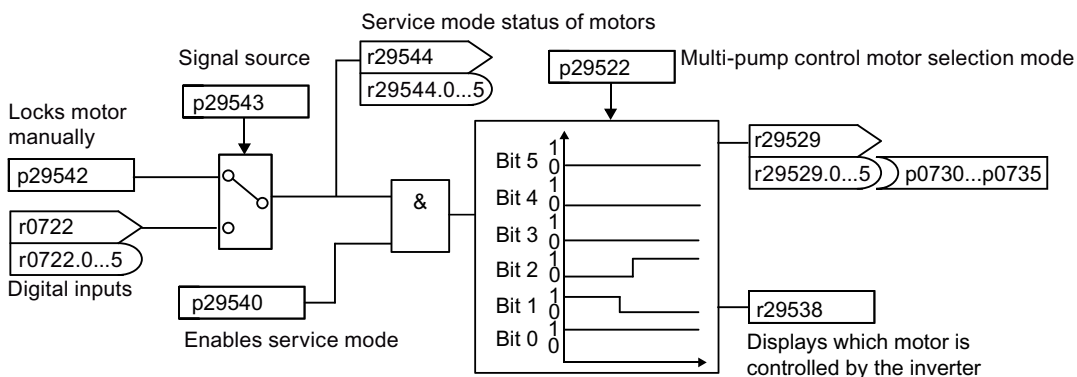 Service mode status of motors
r29544
r29544.0...5
Signal source
p29543
p29522
Multi-pump control motor selection mode
Locks motor
manually
p29542
r0722
r0722.0...5
Digital inputs
&
p29540
Enables service mode
Bit 5 1 0
Bit 4 1 0
Bit 3 1 0
Bit 2 1 0
Bit 1 1 0
Bit 0 1 0
r29529
r29529.0...5
p0730...p0735
r29538
Displays which motor is
controlled by the inverter